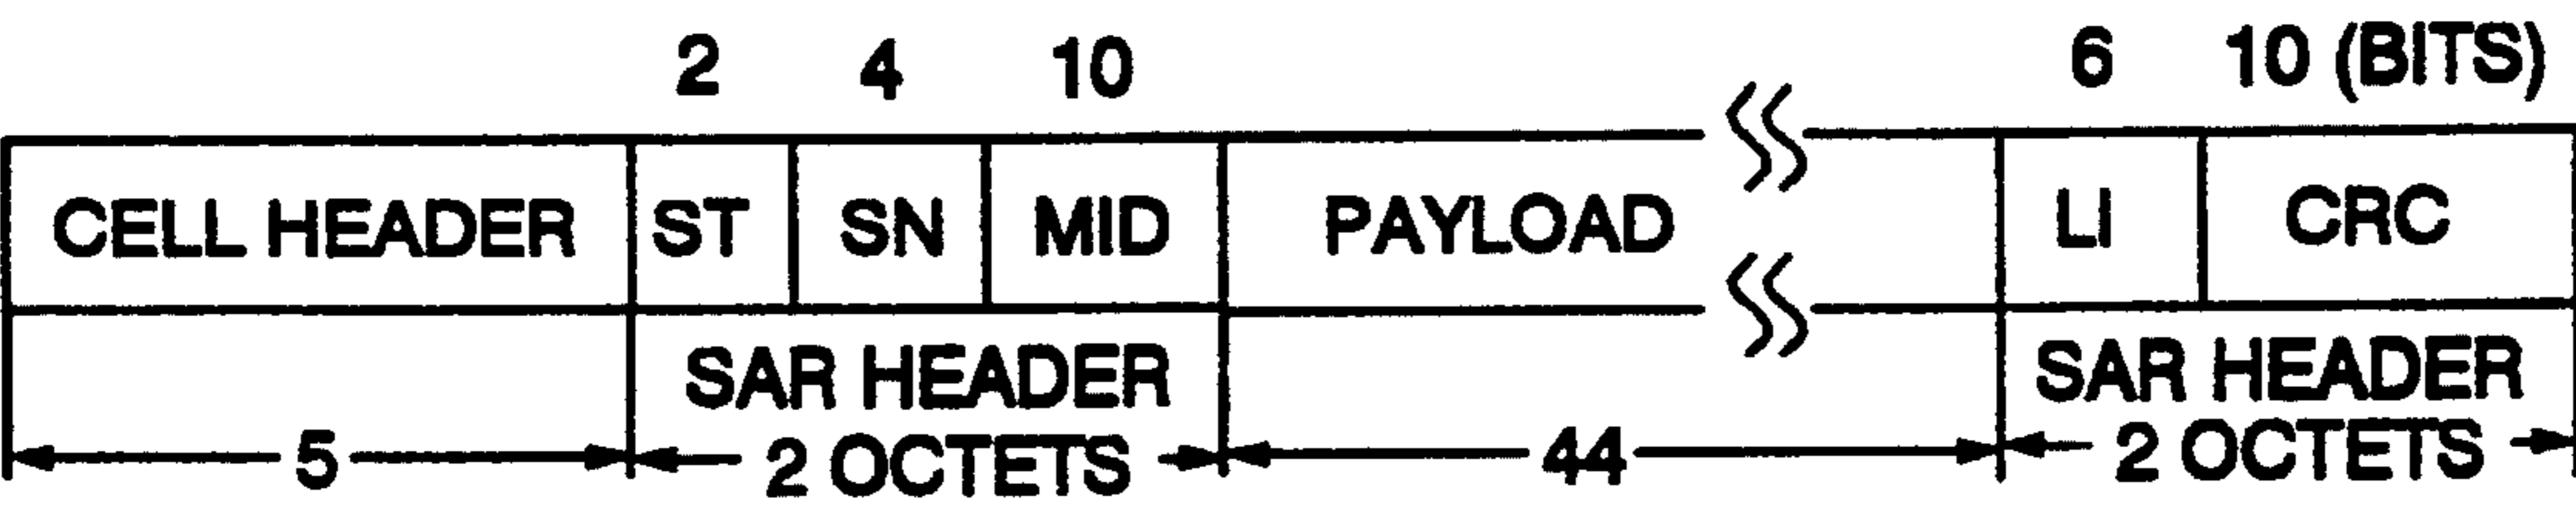 2 4 10 6 10 (BITS)
CELL HEADER ST SN MID PAYLOAD LI CRC
SAR HEADER SAR HEADER
5 2 OCTETS 44 2 OCTETS